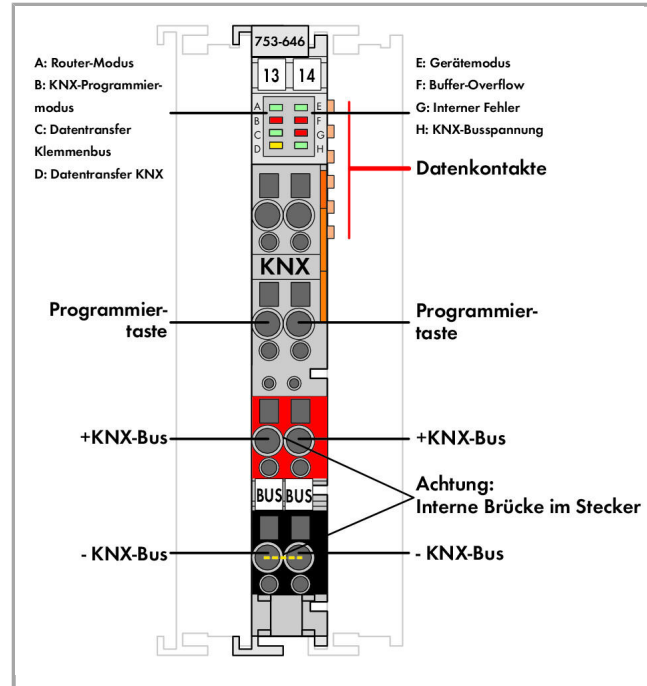 753-646
13 14
A: Router-Modus
B: KNX-Programmier-
modus
C: Datentransfer
Klemmenbus
D: Datentransfer KNX
E: Gerätemodus
F: Buffer-Overflow
G: Interner Fehler
H: KNX-Busspannung
A E
B F
C G
D H
Datenkontakte
KNX
Programmier-
taste
Programmier-
taste
+KNX-Bus
+KNX-Bus
Achtung:
Interne Brücke im Stecker
BUS BUS
- KNX-Bus
- KNX-Bus